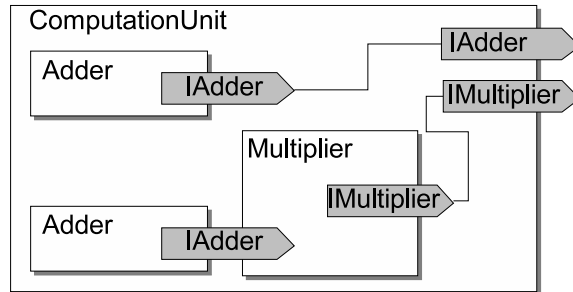 ComputationUnit
IAdder
Adder
IAdder
IMultiplier
Multiplier
IMultiplier
Adder
IAdder